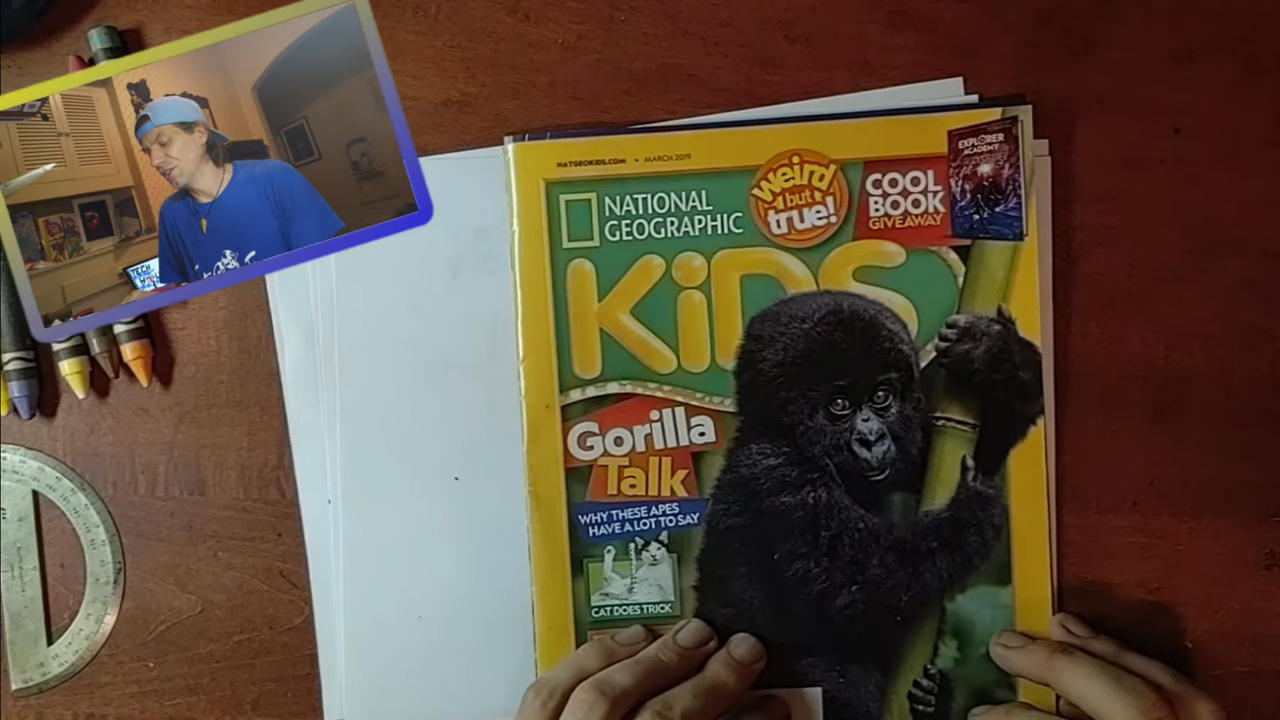 NATGEOKIDS.COM • MARCH 2019
NATIONAL
GEOGRAPHIC
KiDS
weird
but
true!
COOL
BOOK
GIVEAWAY
EXPLORER
ACADEMY
Gorilla
Talk
WHY THESE APES
HAVE A LOT TO SAY
CAT DOES TRICK
TECH